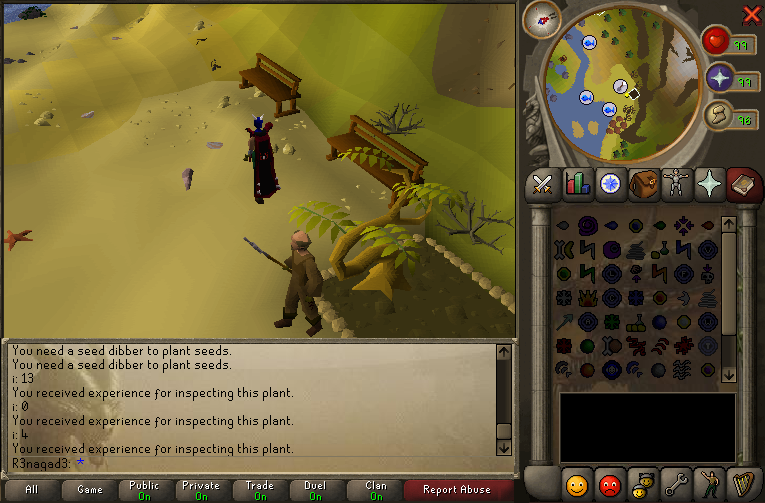 99
99
96
You need a seed dibber to plant seeds.
You need a seed dibber to plant seeds.
i: 13
You received experience for inspecting this plant.
i: 0
You received experience for inspecting this plant.
i: 4
You received experience for inspecting this plant.
R3naqad3: *
All Game Public On Private On Trade On Duel On Clan On Report Abuse